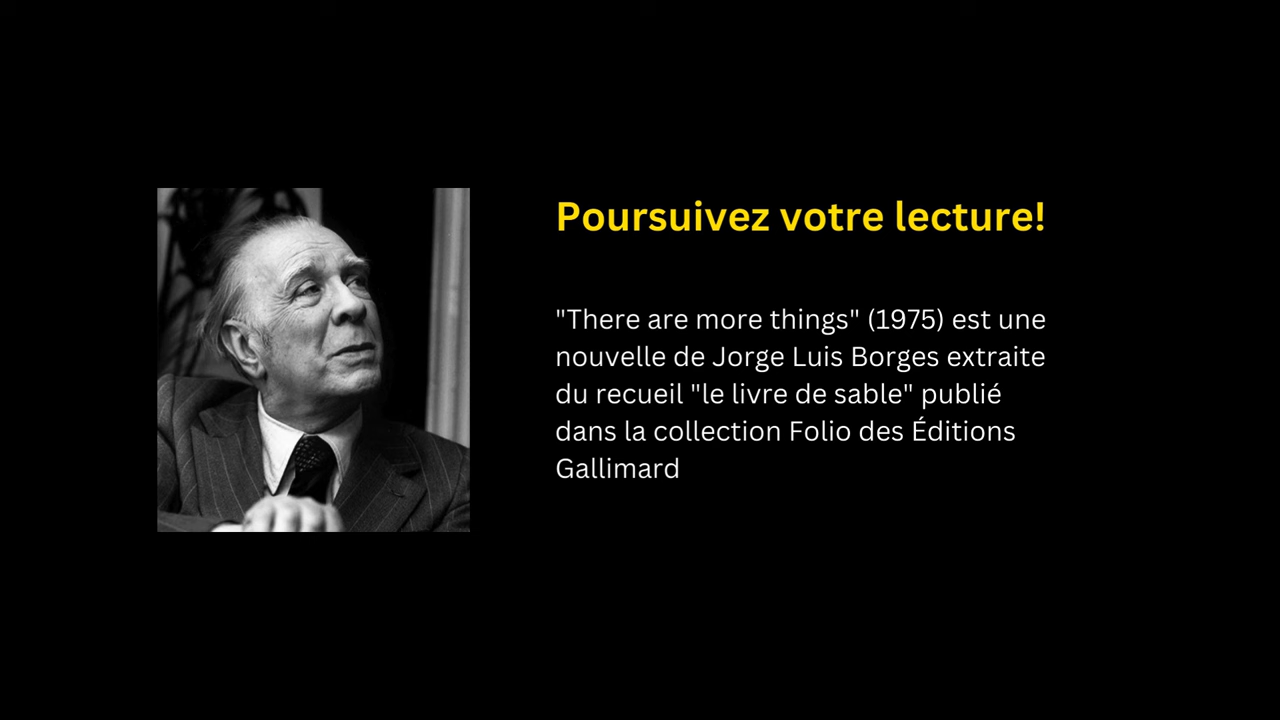 Poursuivez votre lecture!
"There are more things" (1975) est une
nouvelle de Jorge Luis Borges extraite
du recueil "le livre de sable" publié
dans la collection Folio des Éditions
Gallimard